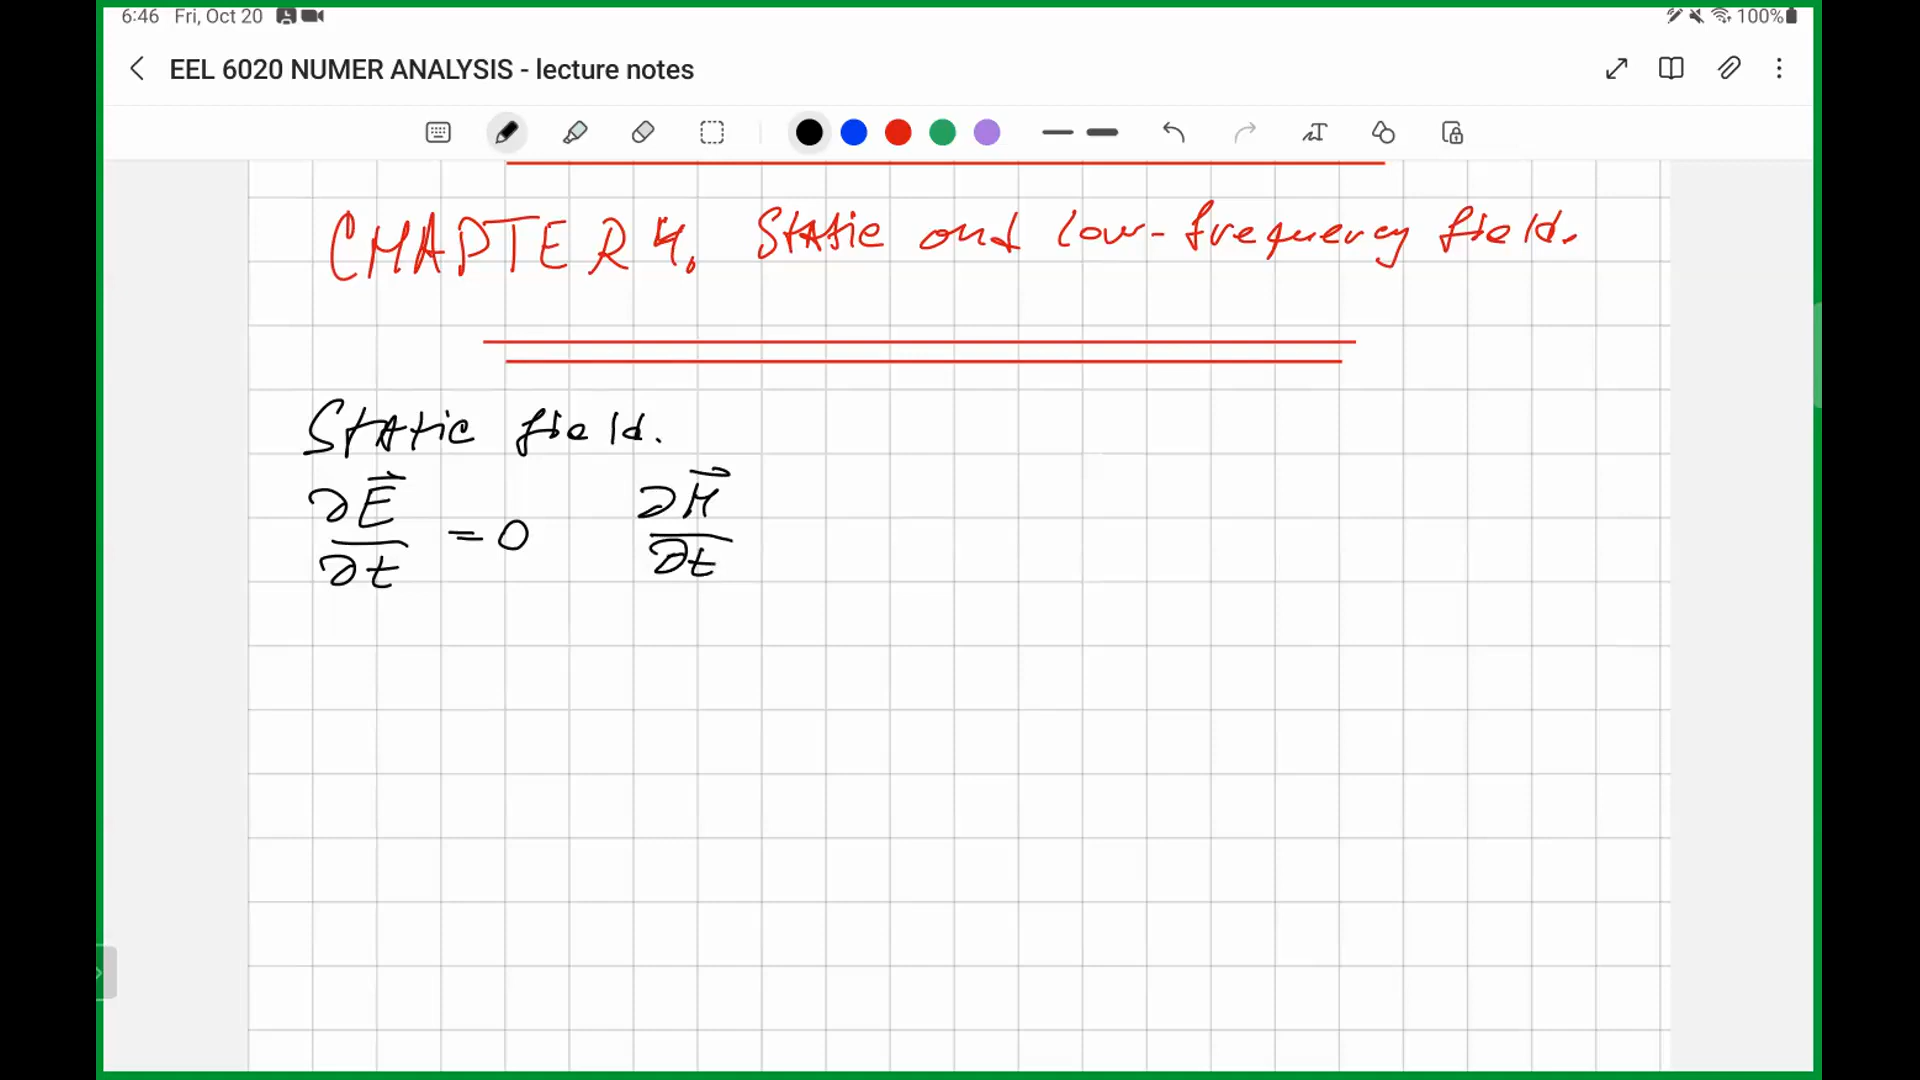 6:46 Fri, Oct 20 100%
EEL 6020 NUMER ANALYSIS - lecture notes
CHAPTER 4. Static and low-frequency field.
Static field.
∂E⃗/∂t = 0 ∂H⃗/∂t